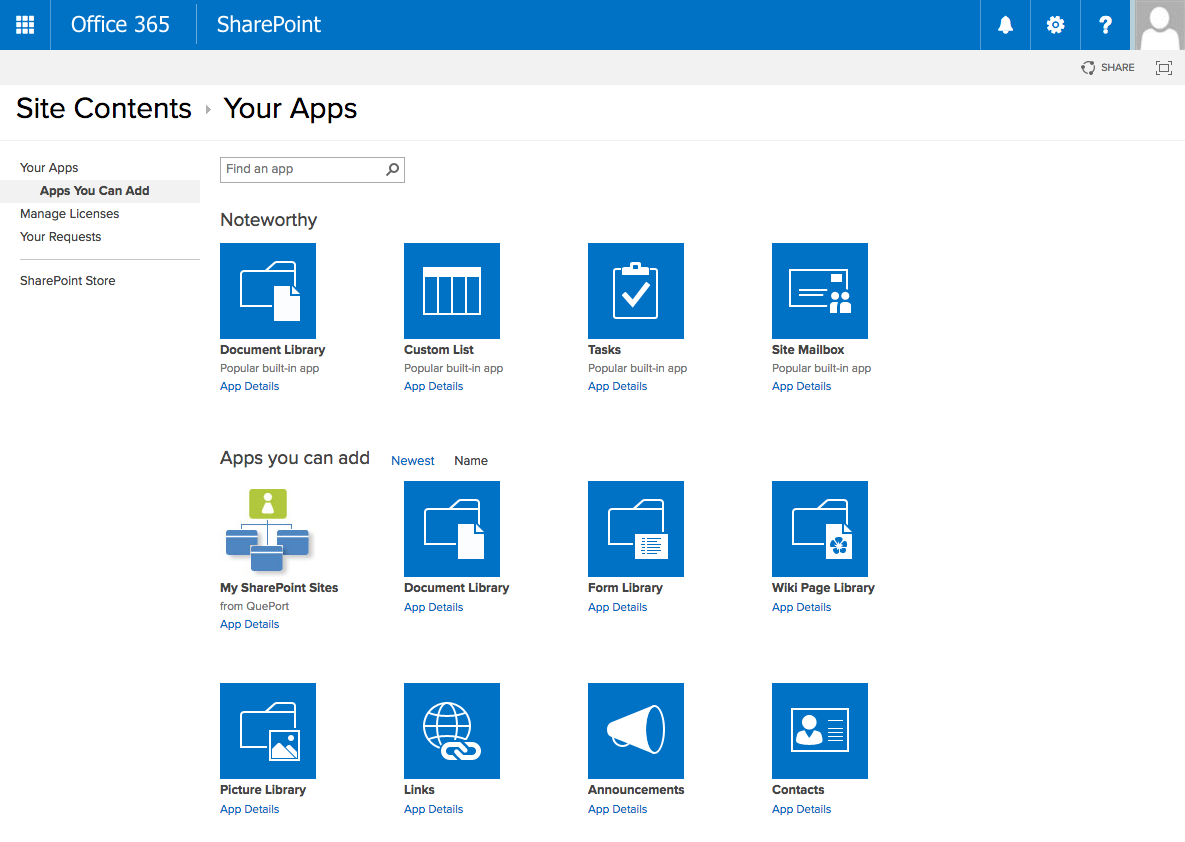 Office 365 SharePoint ?
SHARE
Site Contents Your Apps
Your Apps
Apps You Can Add
Manage Licenses
Your Requests
SharePoint Store
Find an app
Noteworthy
Document Library Custom List Tasks Site Mailbox
Popular built-in app Popular built-in app Popular built-in app Popular built-in app
App Details App Details App Details App Details
Apps you can add Newest Name
My SharePoint Sites Document Library Form Library Wiki Page Library
from QuePort App Details App Details App Details
App Details
Picture Library Links Announcements Contacts
App Details App Details App Details App Details